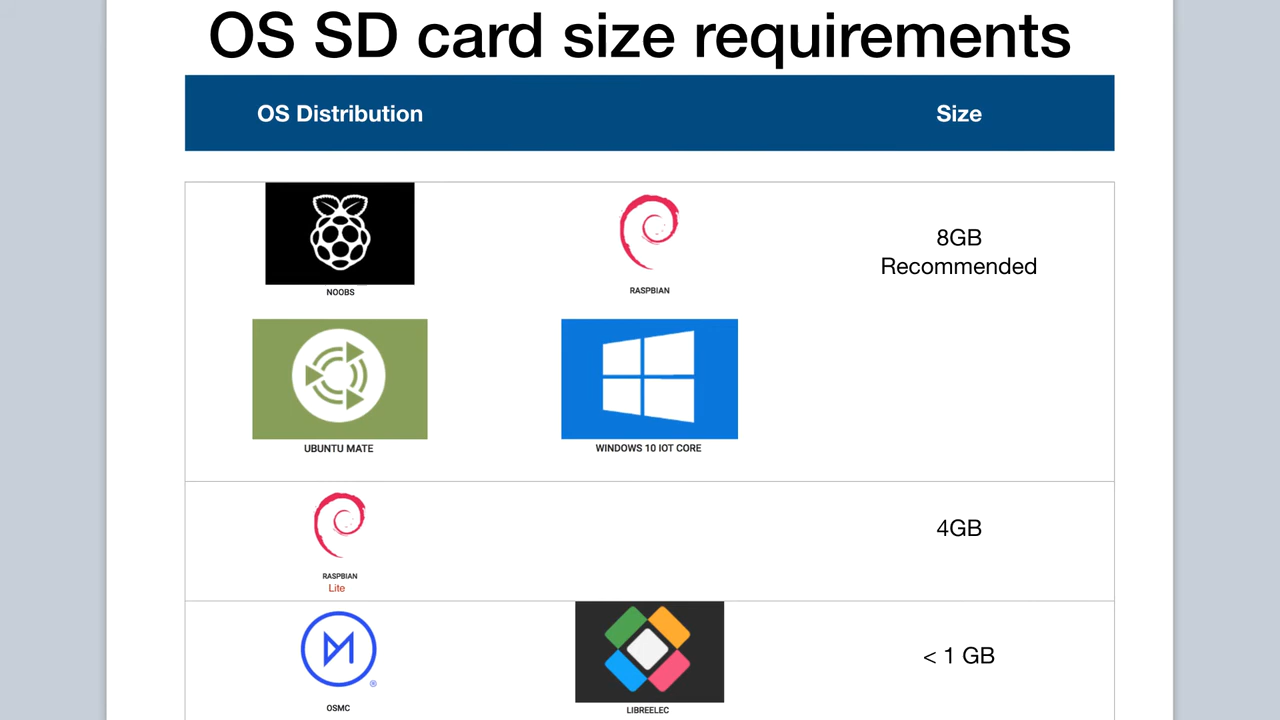 OS SD card size requirements
OS Distribution
Size
NOOBS
RASPBIAN
8GB
Recommended
UBUNTU MATE
WINDOWS 10 IOT CORE
RASPBIAN
Lite
4GB
®
OSMC
LIBREELEC
< 1 GB